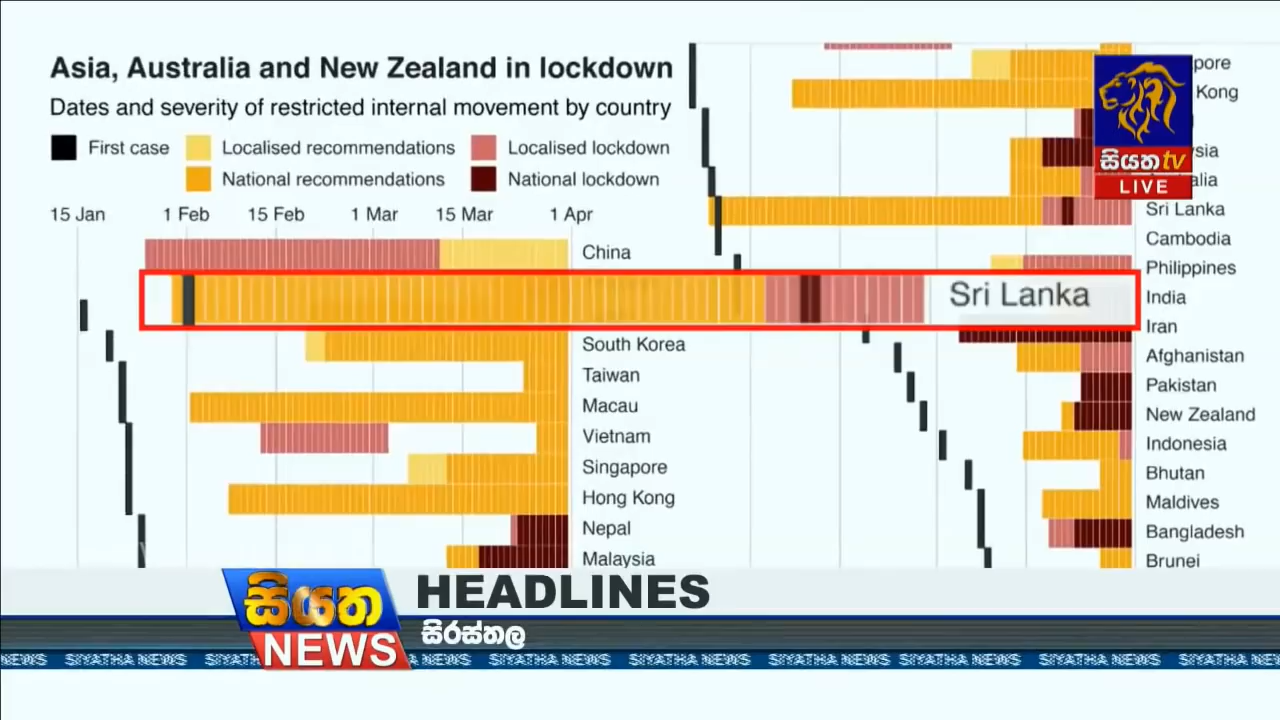 Asia, Australia and New Zealand in lockdown
Dates and severity of restricted internal movement by country
First case
Localised recommendations
Localised lockdown
National recommendations
National lockdown
15 Jan
1 Feb
15 Feb
1 Mar
15 Mar
1 Apr
China
Sri Lanka
South Korea
Taiwan
Macau
Vietnam
Singapore
Hong Kong
Nepal
Malaysia
pore
Kong
ysia
alia
Sri Lanka
Cambodia
Philippines
India
Iran
Afghanistan
Pakistan
New Zealand
Indonesia
Bhutan
Maldives
Bangladesh
Brunei
සියත tv
LIVE
සියත
NEWS
HEADLINES
සිරස්තල
NEWS SIYATHA NEWS SIYATHA NEWS SIYATHA NEWS SIYATHA NEWS SIYATHA NEWS SIYATHA NEWS